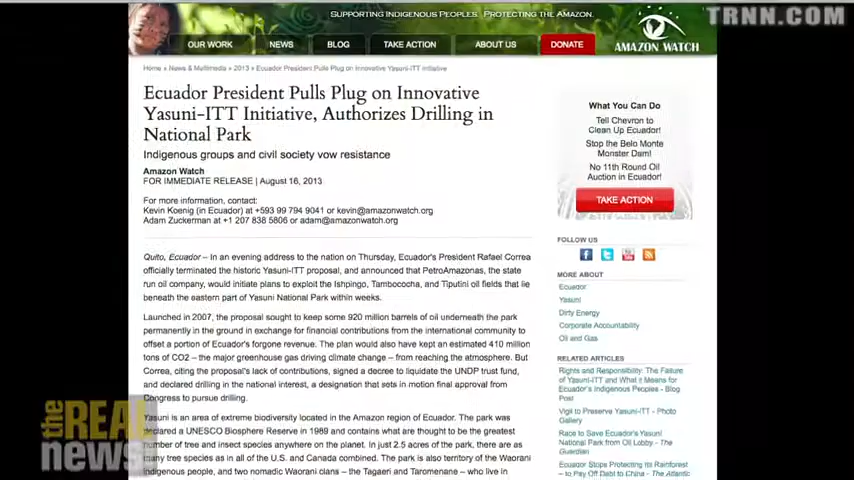 SUPPORTING INDIGENOUS PEOPLES. PROTECTING THE AMAZON.
TRNN.COM
OUR WORK NEWS BLOG TAKE ACTION ABOUT US DONATE
AMAZON WATCH
Home » News & Multimedia » 2013 » Ecuador President Pulls Plug on Innovative Yasuni-ITT Initiative
Ecuador President Pulls Plug on Innovative
Yasuni-ITT Initiative, Authorizes Drilling in
National Park
Indigenous groups and civil society vow resistance
Amazon Watch
FOR IMMEDIATE RELEASE | August 16, 2013
For more information, contact:
Kevin Koenig (in Ecuador) at +593 99 794 9041 or kevin@amazonwatch.org
Adam Zuckerman at +1 207 838 5806 or adam@amazonwatch.org
Quito, Ecuador – In an evening address to the nation on Thursday, Ecuador's President Rafael Correa
officially terminated the historic Yasuni-ITT proposal, and announced that PetroAmazonas, the state
run oil company, would initiate plans to exploit the Ishpingo, Tambococha, and Tiputini oil fields that lie
beneath the eastern part of Yasuni National Park within weeks.
Launched in 2007, the proposal sought to keep some 920 million barrels of oil underneath the park
permanently in the ground in exchange for financial contributions from the international community to
offset a portion of Ecuador's forgone revenue. The plan would also have kept an estimated 410 million
tons of CO2 – the major greenhouse gas driving climate change – from reaching the atmosphere. But
Correa, citing the proposal's lack of contributions, signed a decree to liquidate the UNDP trust fund,
and declared drilling in the national interest, a designation that sets in motion final approval from
Congress to pursue drilling.
Yasuni is an area of extreme biodiversity located in the Amazon region of Ecuador. The park was
declared a UNESCO Biosphere Reserve in 1989 and contains what are thought to be the greatest
number of tree and insect species anywhere on the planet. In just 2.5 acres of the park, there are as
many tree species as in all of the U.S. and Canada combined. The park is also territory of the Waorani
indigenous people, and two nomadic Waorani clans – the Tagaeri and Taromenane – who live in
What You Can Do
Tell Chevron to
Clean Up Ecuador!
Stop the Belo Monte
Monster Dam!
No 11th Round Oil
Auction in Ecuador!
TAKE ACTION
FOLLOW US
MORE ABOUT
Ecuador
Yasuni
Dirty Energy
Corporate Accountability
Oil and Gas
RELATED ARTICLES
Rights and Responsibility: The Failure
of Yasuni-ITT and What it Means for
Ecuador's Indigenous Peoples - Blog
Post
Vigil to Preserve Yasuni-ITT - Photo
Gallery
Race to Save Ecuador's Yasuni
National Park from Oil Lobby - The
Guardian
Ecuador Stops Protecting its Rainforest
– to Pay Off Debt to China - The Atlantic
the REAL
news